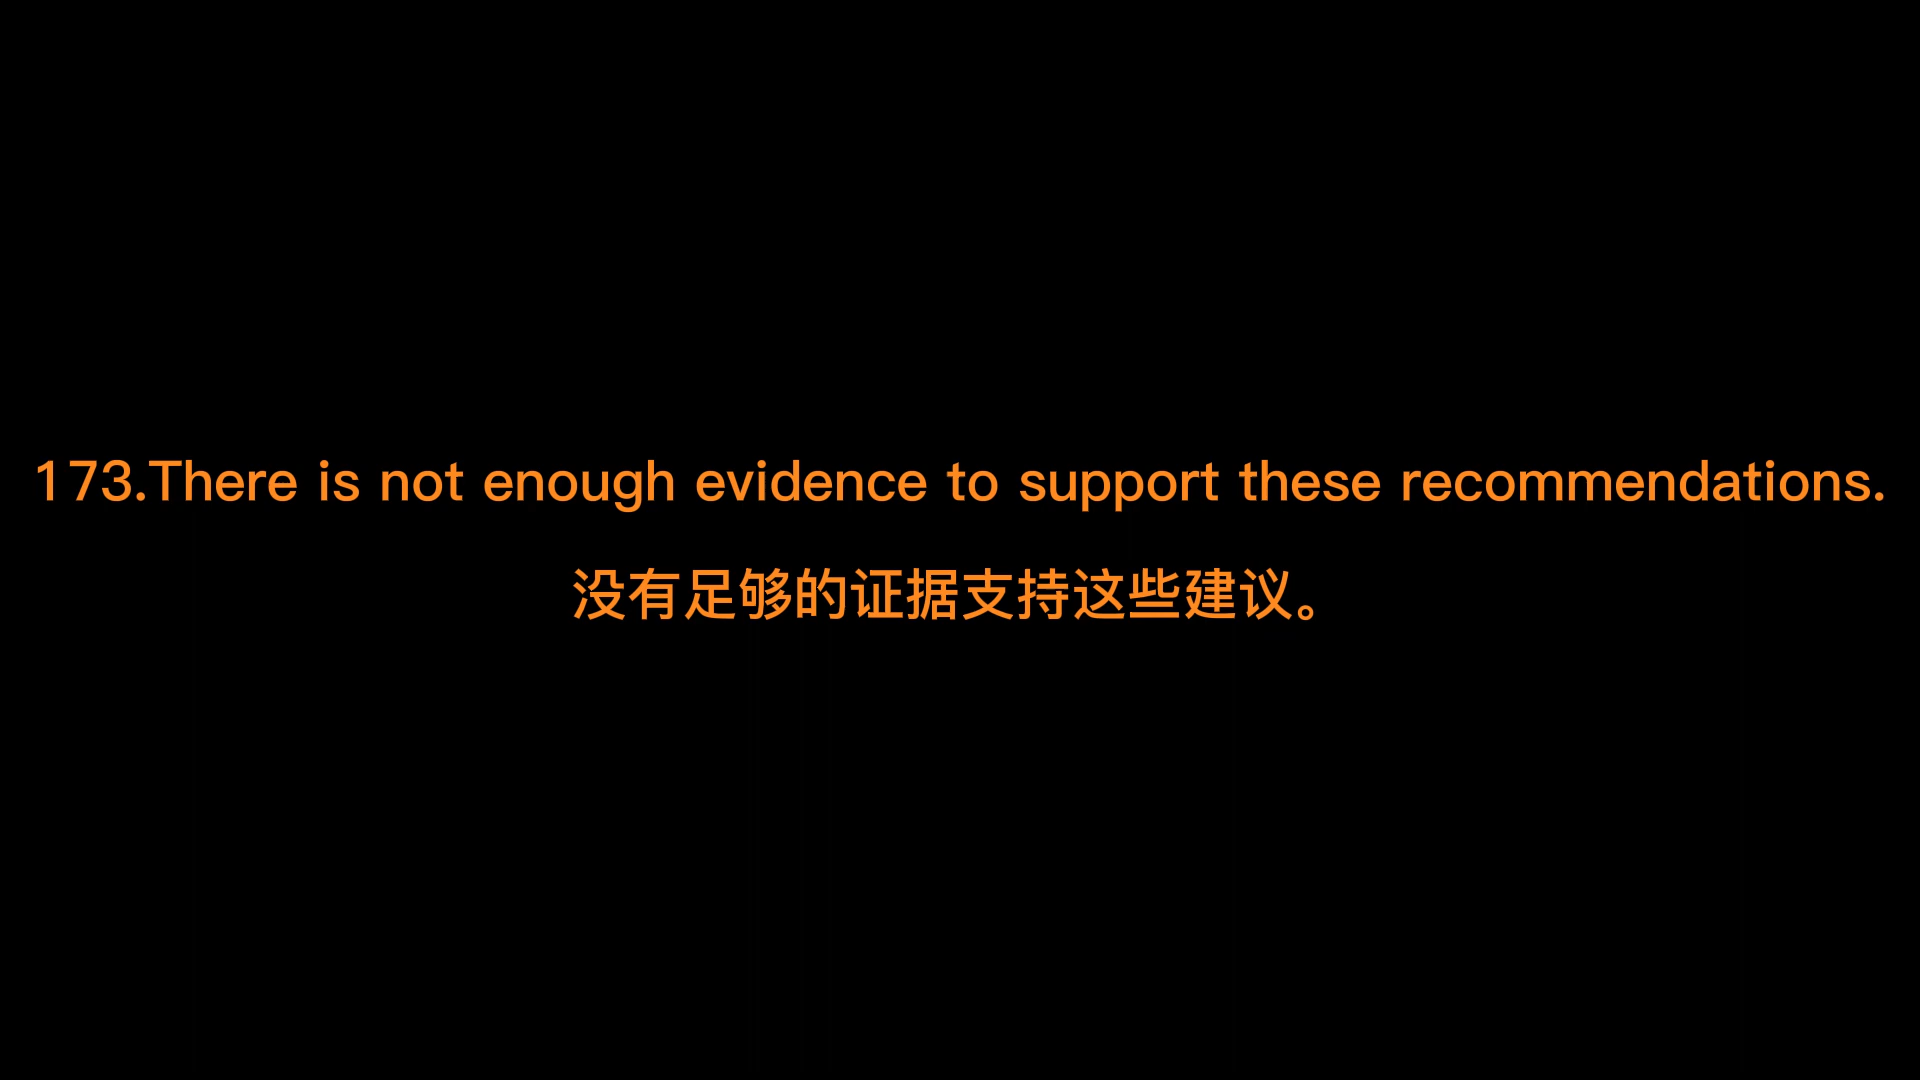 173.There is not enough evidence to support these recommendations.
没有足够的证据支持这些建议。